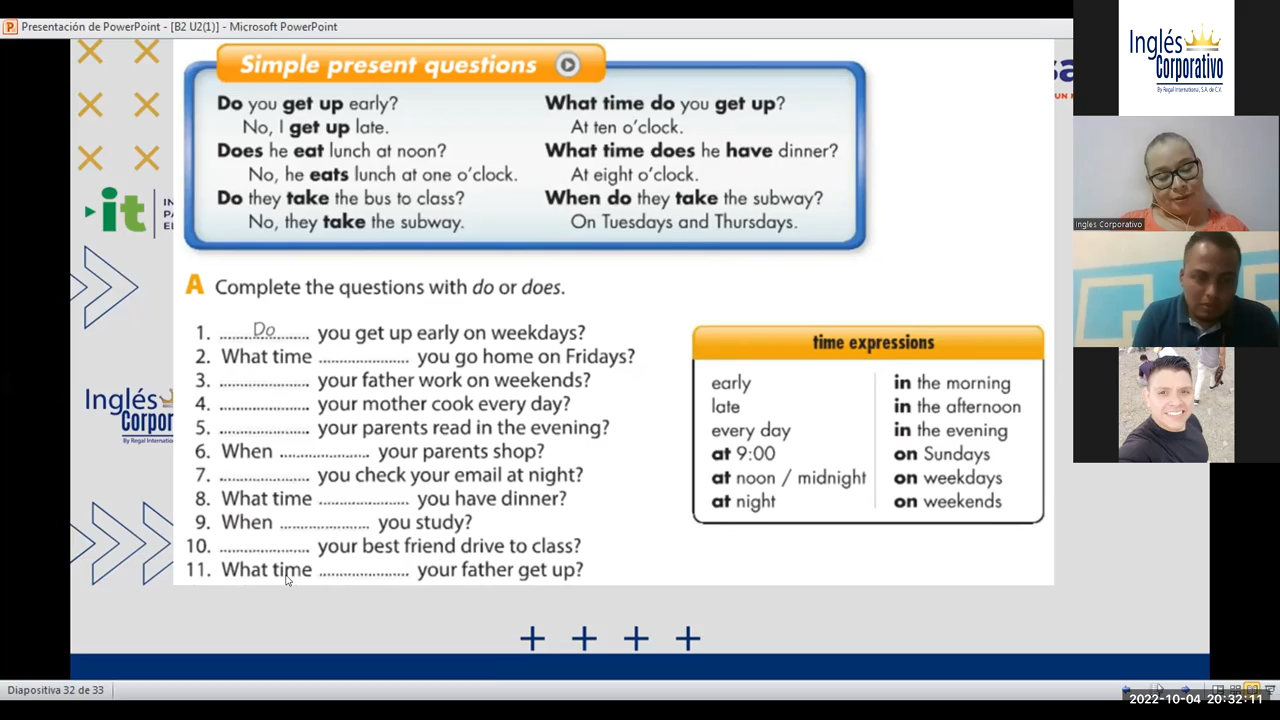 Presentación de PowerPoint - [B2 U2(1)] - Microsoft PowerPoint
Simple present questions
Do you get up early?
No, I get up late.
Does he eat lunch at noon?
No, he eats lunch at one o'clock.
Do they take the bus to class?
No, they take the subway.
What time do you get up?
At ten o'clock.
What time does he have dinner?
At eight o'clock.
When do they take the subway?
On Tuesdays and Thursdays.
A Complete the questions with do or does.
1. ....Do.... you get up early on weekdays?
2. What time .................... you go home on Fridays?
3. .................... your father work on weekends?
4. .................... your mother cook every day?
5. .................... your parents read in the evening?
6. When .................... your parents shop?
7. .................... you check your email at night?
8. What time .................... you have dinner?
9. When .................... you study?
10. .................... your best friend drive to class?
11. What time .................... your father get up?
time expressions
early
late
every day
at 9:00
at noon / midnight
at night
in the morning
in the afternoon
in the evening
on Sundays
on weekdays
on weekends
it
Inglés
Corpor
By Regal Internation
Inglés
Corporativo
By Regal International, S.A. de C.V.
Ingles Corporativo
Diapositiva 32 de 33
2022-10-04 20:32:11